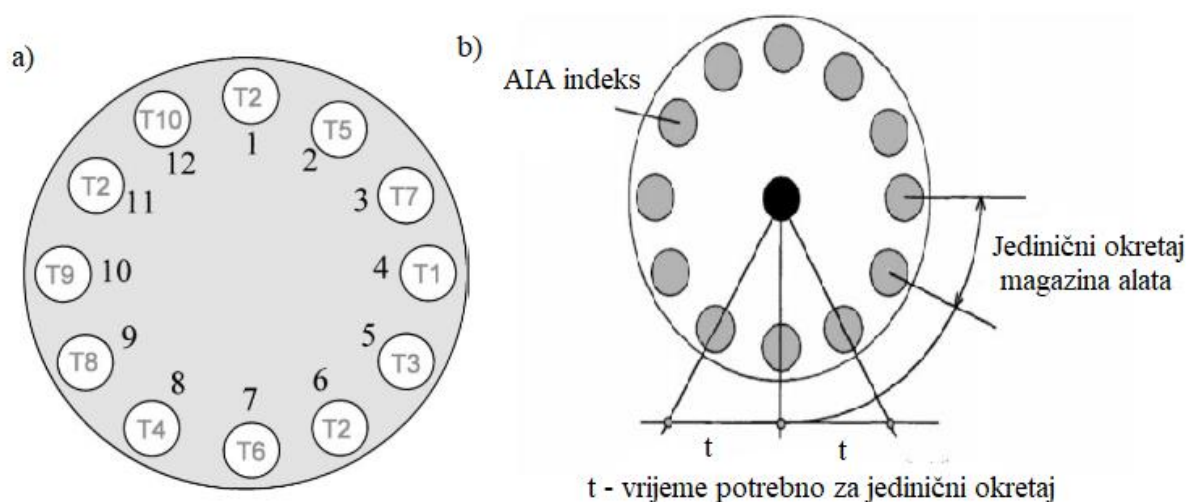 a)
T2
1
T5
2
T7
3
T1
4
T3
5
T2
6
T6
7
T4
8
T8
9
T9
10
T2
11
T10
12
b)
AIA indeks
Jedinični okretaj
magazina alata
t
t
t - vrijeme potrebno za jedinični okretaj